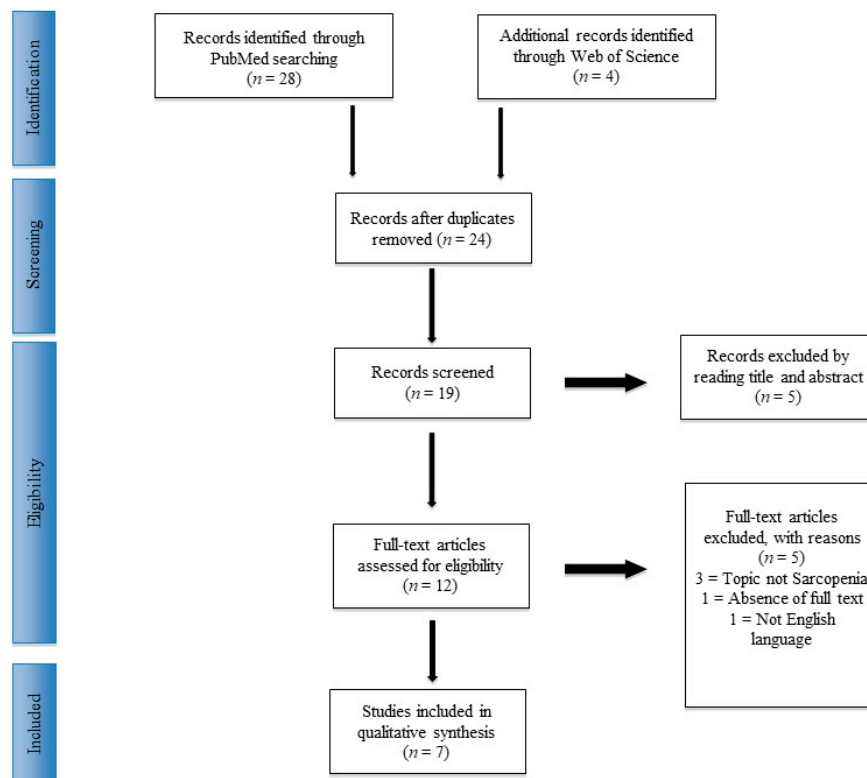 Identification
Records identified through
PubMed searching
(n = 28)
Additional records identified
through Web of Science
(n = 4)
Screening
Records after duplicates
removed (n = 24)
Eligibility
Records screened
(n = 19)
Records excluded by
reading title and abstract
(n = 5)
Full-text articles
assessed for eligibility
(n = 12)
Full-text articles
excluded, with reasons
(n = 5)
3 = Topic not Sarcopenia
1 = Absence of full text
1 = Not English
language
Included
Studies included in
qualitative synthesis
(n = 7)